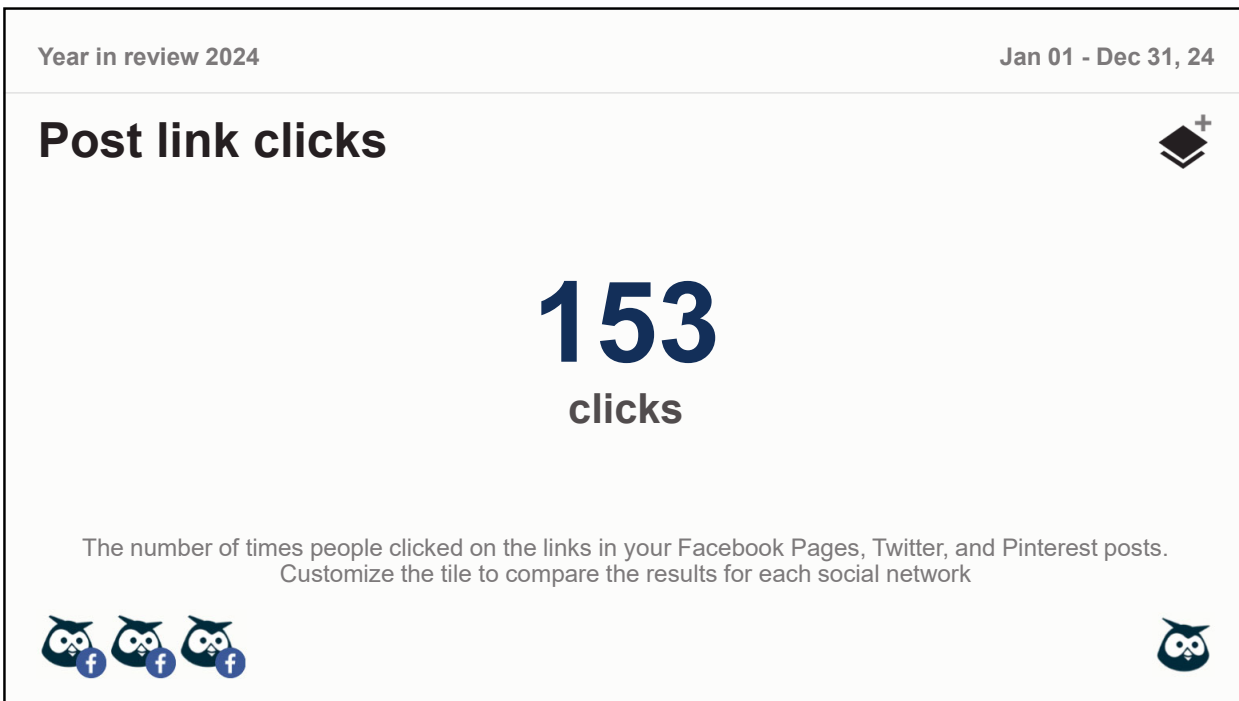 Year in review 2024
Jan 01 - Dec 31, 24
Post link clicks
153
clicks
The number of times people clicked on the links in your Facebook Pages, Twitter, and Pinterest posts.
Customize the tile to compare the results for each social network